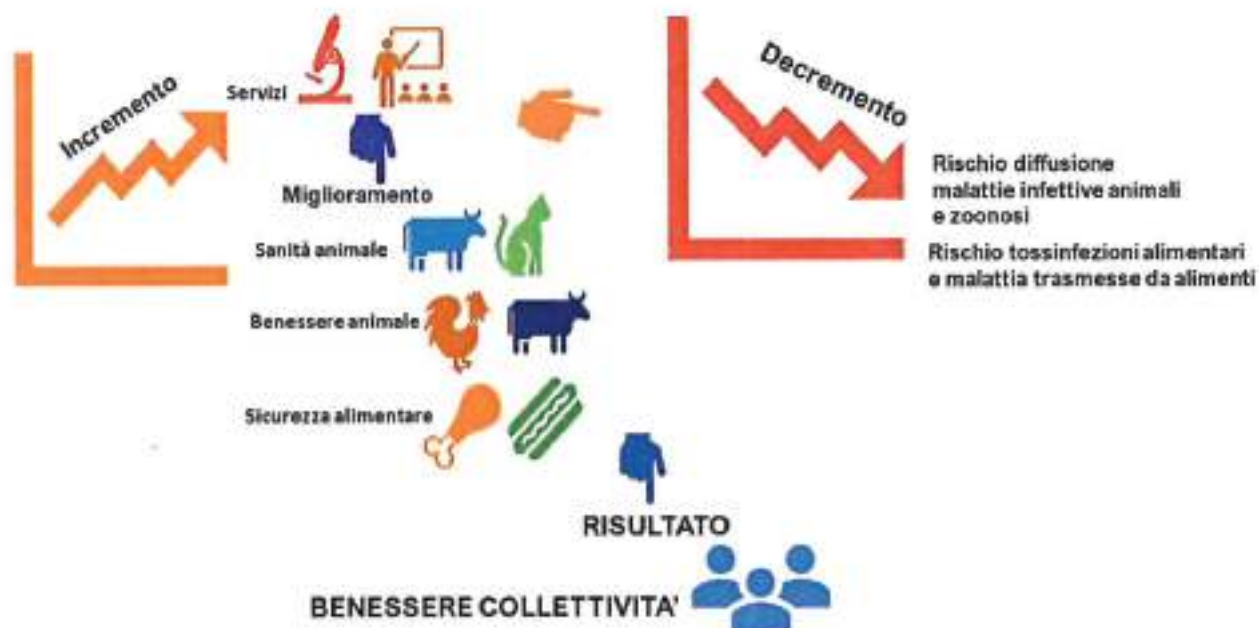 Incremento
Servizi
Miglioramento
Sanità animale
Benessere animale
Sicurezza alimentare
Decremento
Rischio diffusione
malattie infettive animali
e zoonosi
Rischio tossinfezioni alimentari
e malattia trasmesse da alimenti
RISULTATO
BENESSERE COLLETTIVITA'